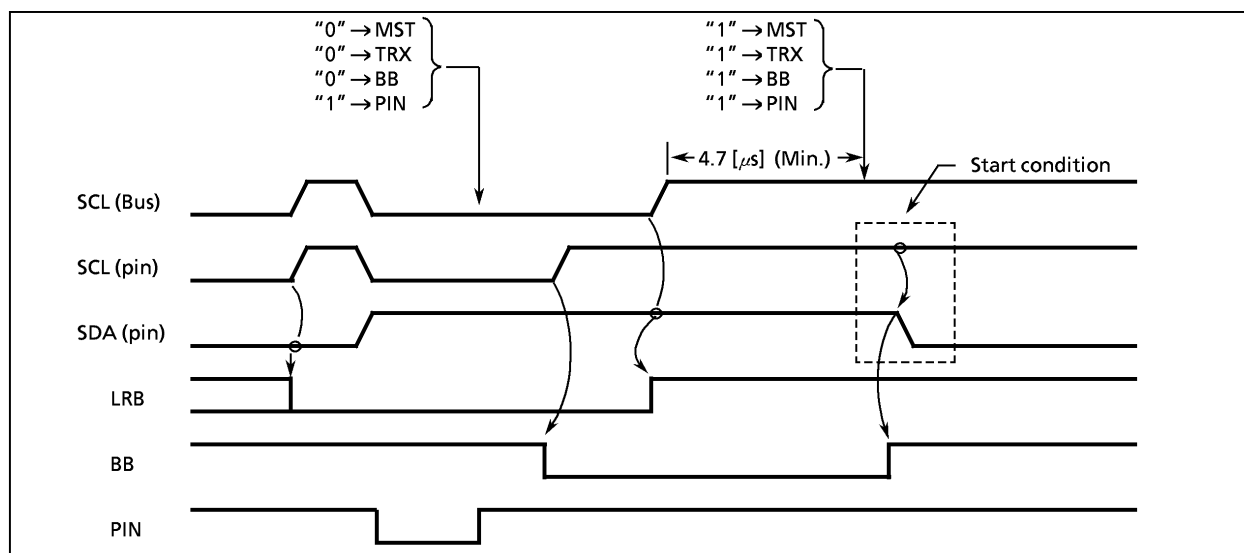 “0” → MST
“0” → TRX
“0” → BB
“1” → PIN
“1” → MST
“1” → TRX
“1” → BB
“1” → PIN
4.7 [μs] (Min.)
Start condition
SCL (Bus)
SCL (pin)
SDA (pin)
LRB
BB
PIN